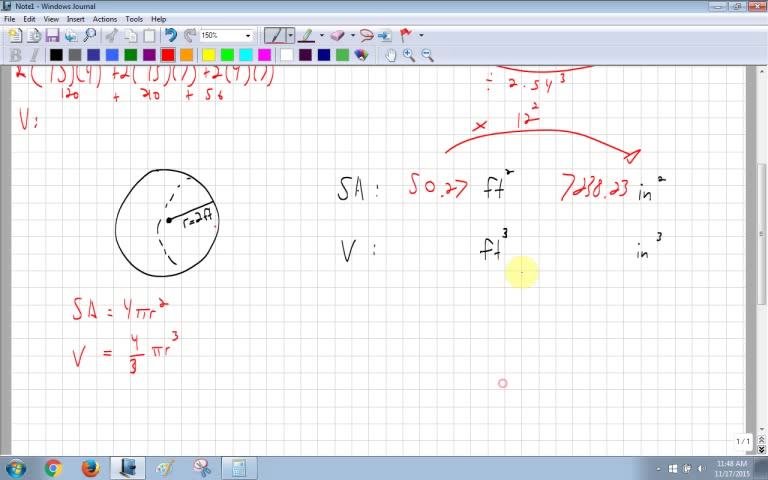 Note1 - Windows Journal
File Edit View Insert Actions Tools Help
150%
2(15)(4) +2(15)(7) +2(4)(7)
120 + 210 + 56
÷ 2.54³
x 12²
V:
SA: 50.27 ft² 7238.23 in²
r=2ft
V: ft³ in³
SA = 4πr²
V = 4/3 πr³
1 / 1
11:48 AM
11/17/2015